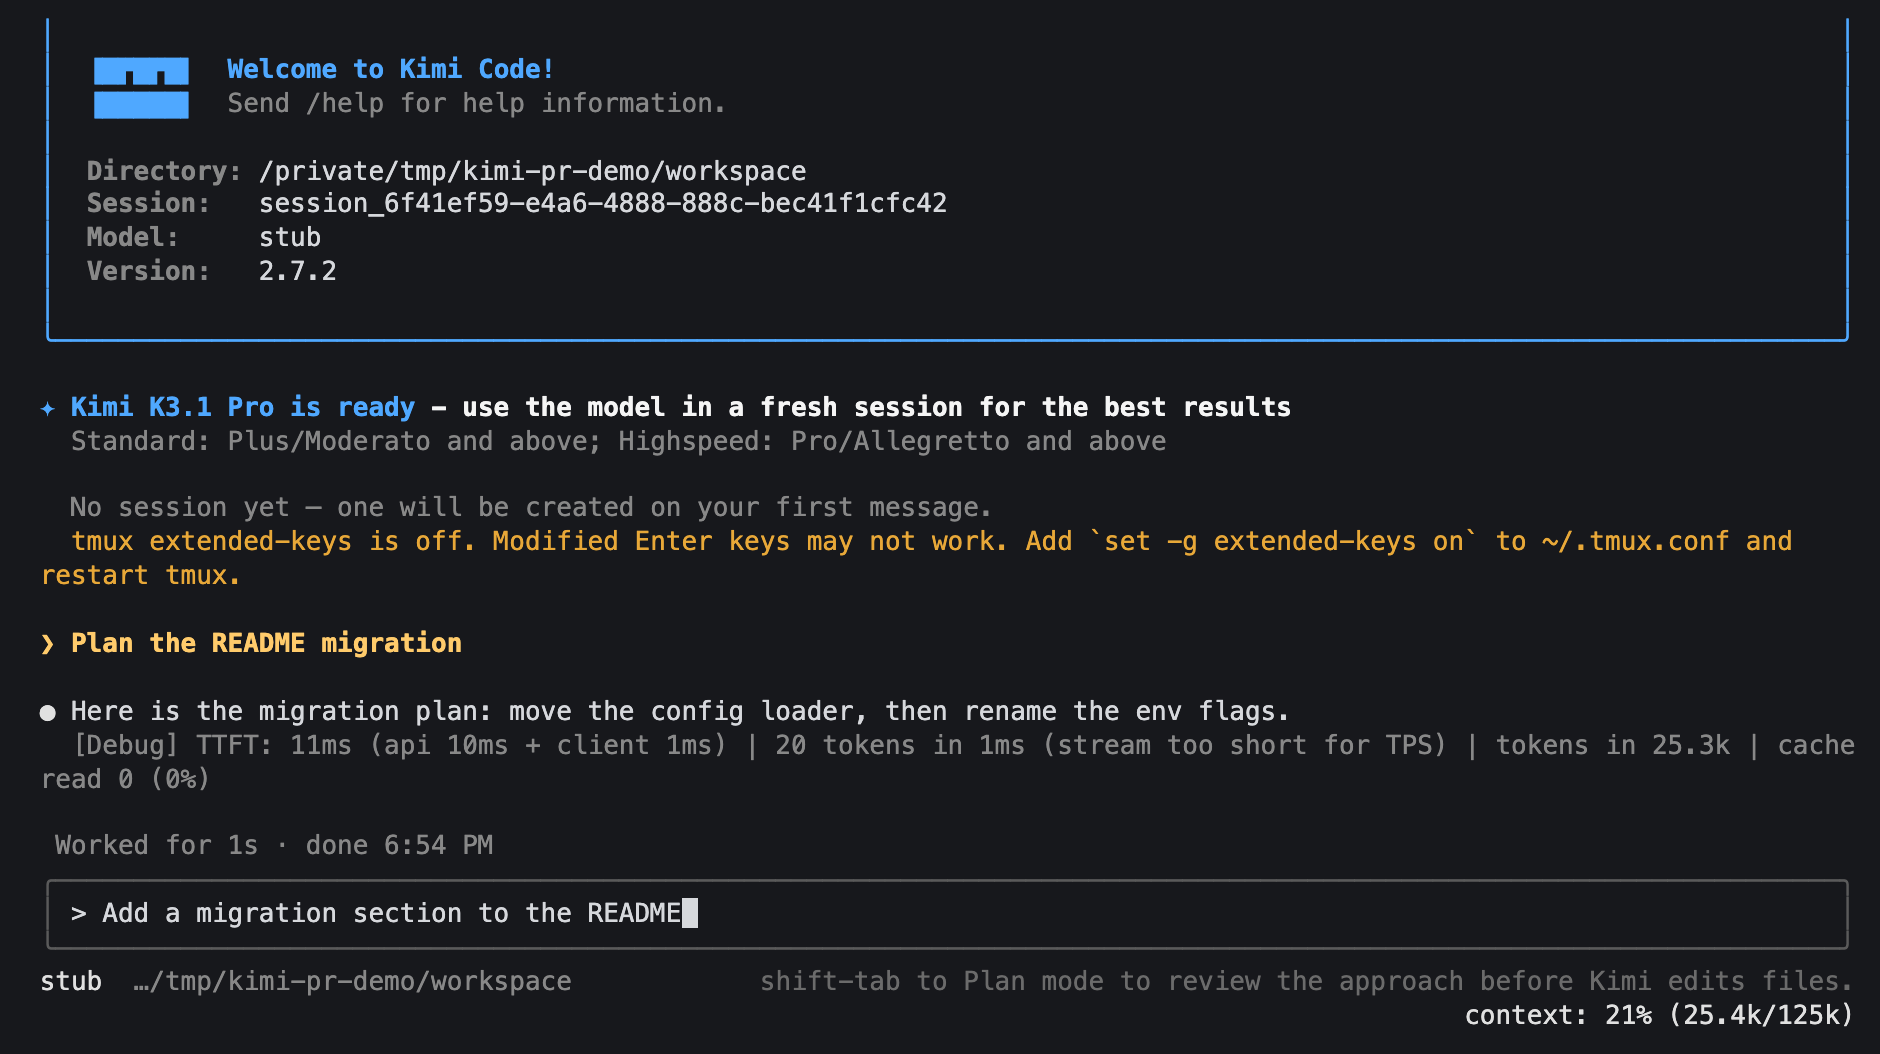 Welcome to Kimi Code!
Send /help for help information.
Directory: /private/tmp/kimi-pr-demo/workspace
Session: session_6f41ef59-e4a6-4888-888c-bec41f1cfc42
Model: stub
Version: 2.7.2
✦ Kimi K3.1 Pro is ready – use the model in a fresh session for the best results
Standard: Plus/Moderato and above; Highspeed: Pro/Allegretto and above
No session yet — one will be created on your first message.
tmux extended-keys is off. Modified Enter keys may not work. Add `set -g extended-keys on` to ~/.tmux.conf and
restart tmux.
❯ Plan the README migration
● Here is the migration plan: move the config loader, then rename the env flags.
[Debug] TTFT: 11ms (api 10ms + client 1ms) | 20 tokens in 1ms (stream too short for TPS) | tokens in 25.3k | cache
read 0 (0%)
Worked for 1s · done 6:54 PM
> Add a migration section to the README
stub …/tmp/kimi-pr-demo/workspace shift-tab to Plan mode to review the approach before Kimi edits files.
context: 21% (25.4k/125k)